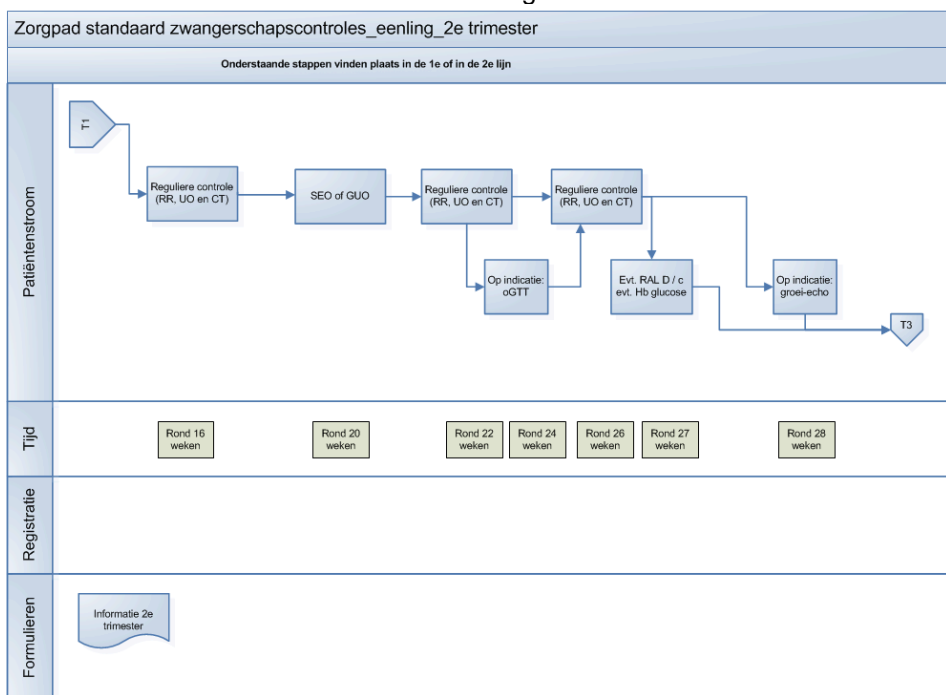 Zorgpad standaard zwangerschapscontroles_eenling_2e trimester
Onderstaande stappen vinden plaats in de 1e of in de 2e lijn
Patiëntenstroom
T1
Reguliere controle
(RR, UO en CT)
SEO of GUO
Reguliere controle
(RR, UO en CT)
Reguliere controle
(RR, UO en CT)
Op indicatie:
oGTT
Evt. RAL D / c
evt. Hb glucose
Op indicatie:
groei-echo
T3
Tijd
Rond 16
weken
Rond 20
weken
Rond 22
weken
Rond 24
weken
Rond 26
weken
Rond 27
weken
Rond 28
weken
Registratie
Formulieren
Informatie 2e
trimester